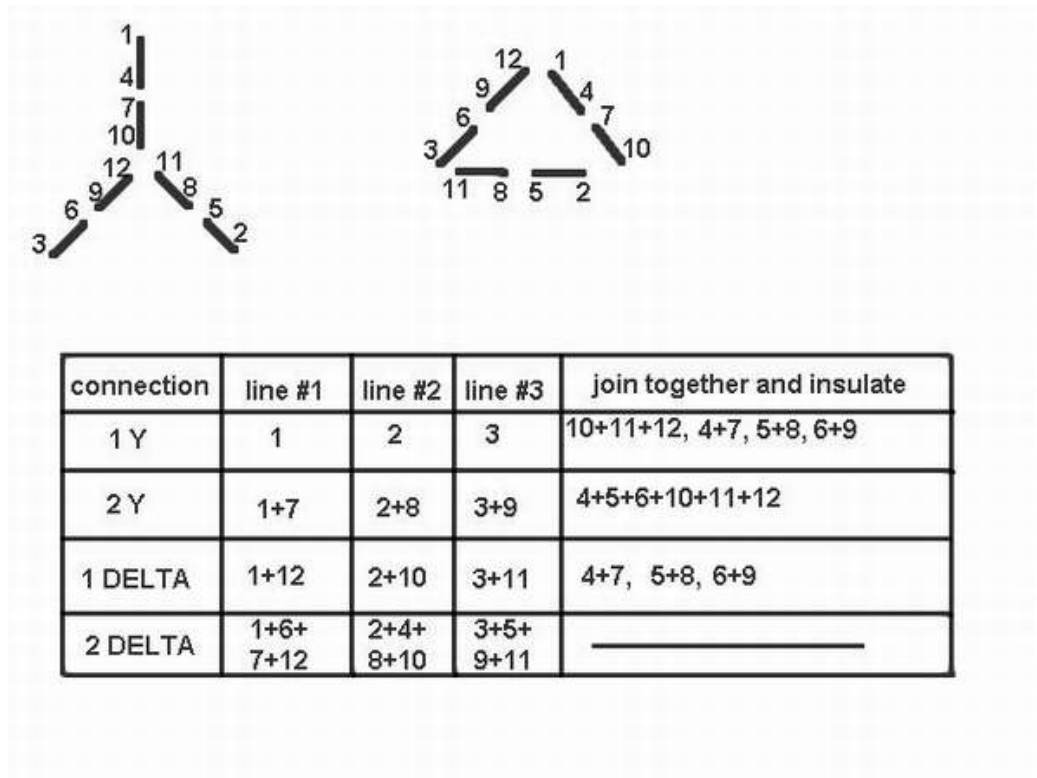 1
4
7
10
12 11
9 8
6 5
3 2
12 1
9 4
6 7
3 10
11 8 5 2
connection line #1 line #2 line #3 join together and insulate
1 Y 1 2 3 10+11+12, 4+7, 5+8, 6+9
2 Y 1+7 2+8 3+9 4+5+6+10+11+12
1 DELTA 1+12 2+10 3+11 4+7, 5+8, 6+9
2 DELTA 1+6+ 2+4+ 3+5+
7+12 8+10 9+11